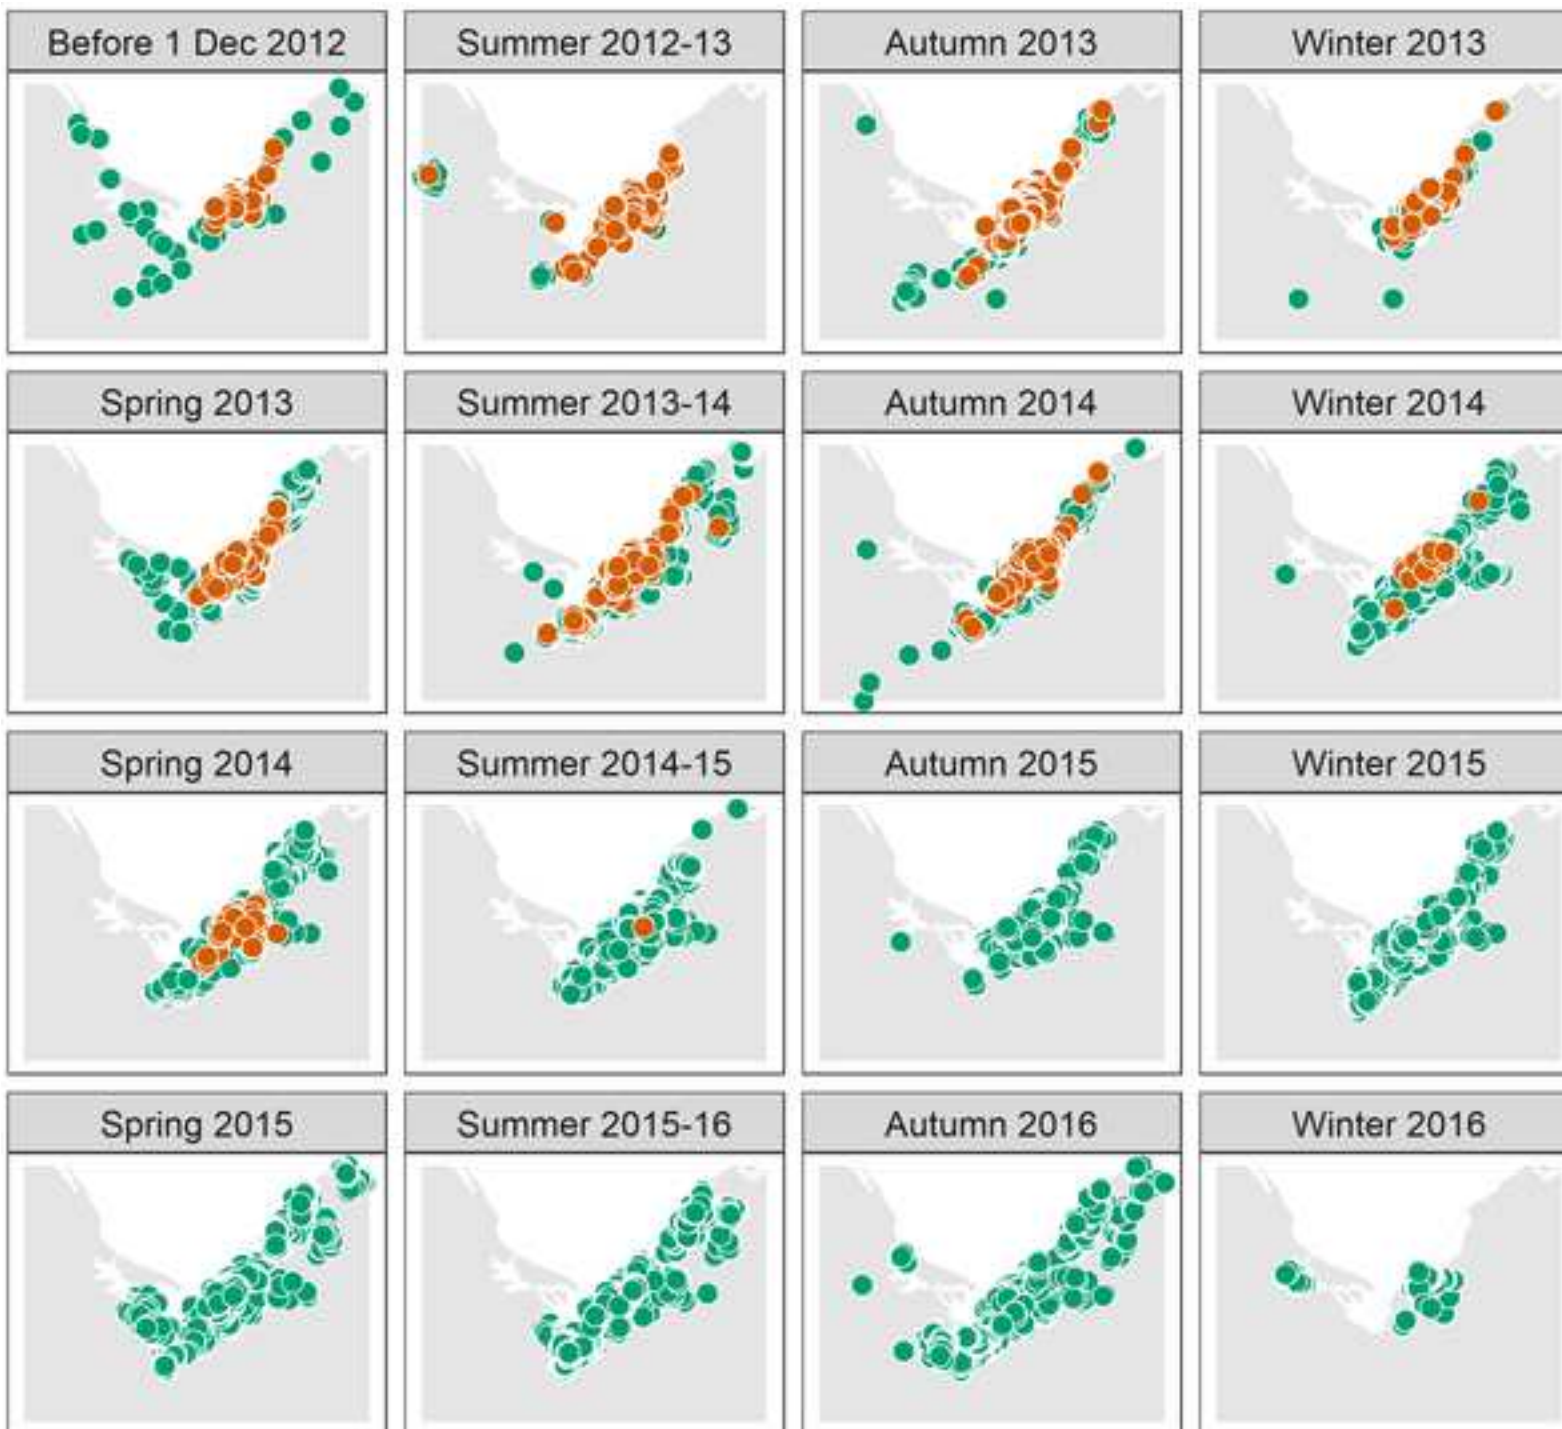 Before 1 Dec 2012
Summer 2012-13
Autumn 2013
Winter 2013
Spring 2013
Summer 2013-14
Autumn 2014
Winter 2014
Spring 2014
Summer 2014-15
Autumn 2015
Winter 2015
Spring 2015
Summer 2015-16
Autumn 2016
Winter 2016